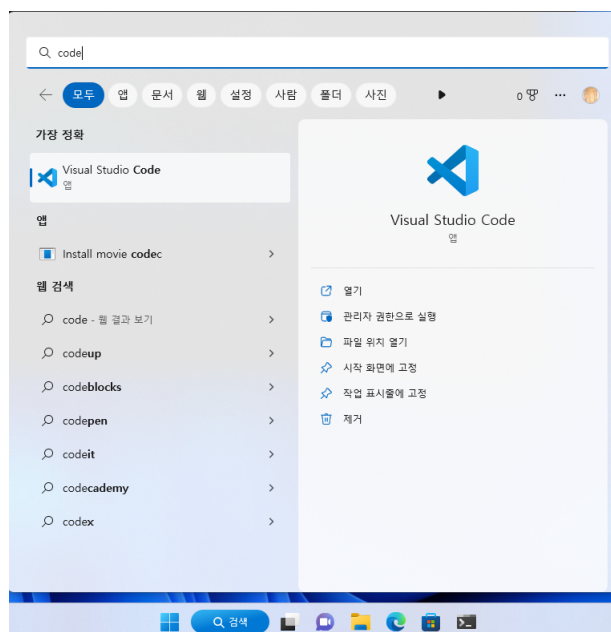 code
모두 앱 문서 웹 설정 사람 폴더 사진 0
가장 정확
Visual Studio Code
앱
앱
Install movie codec
웹 검색
code - 웹 결과 보기
codeup
codeblocks
codepen
codeit
codecademy
codex
Visual Studio Code
앱
열기
관리자 권한으로 실행
파일 위치 열기
시작 화면에 고정
작업 표시줄에 고정
제거
검색